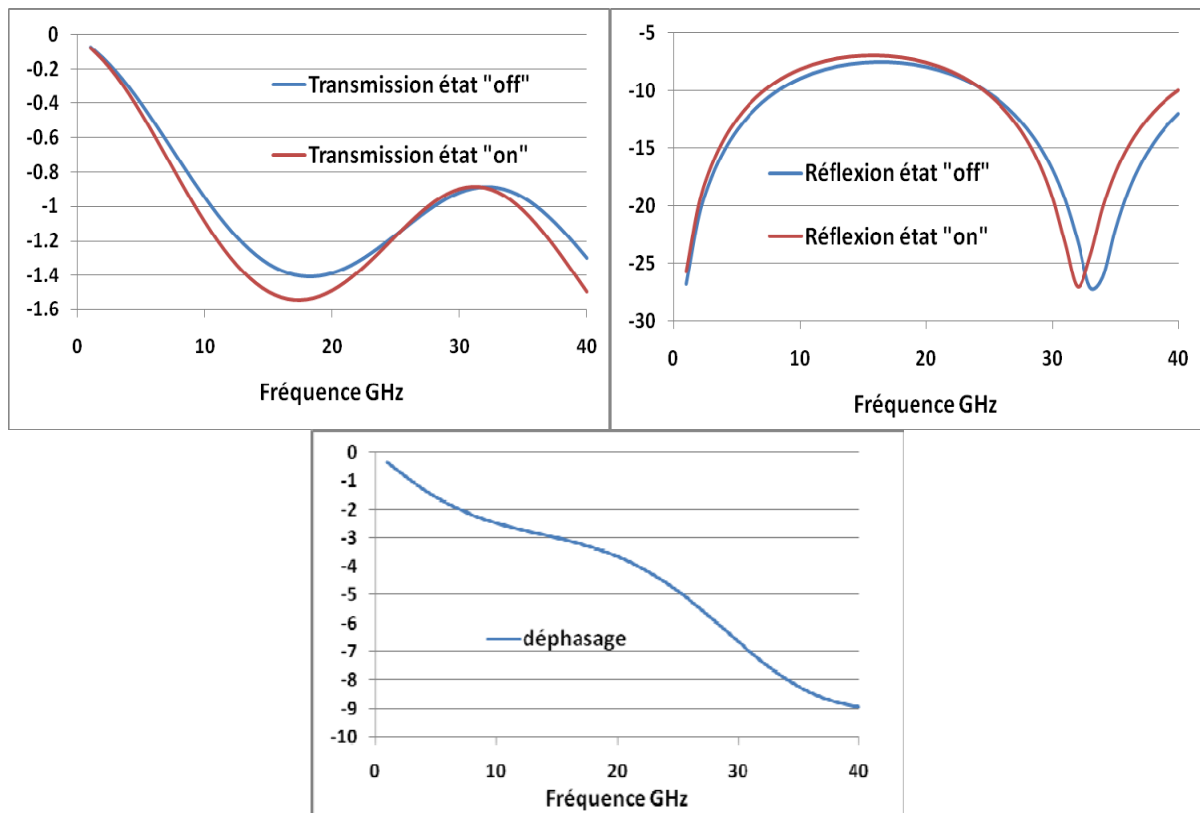 0
-0.2
-0.4
-0.6
-0.8
-1
-1.2
-1.4
-1.6
Transmission état "off"
Transmission état "on"
0 10 20 30 40
Fréquence GHz
-5
-10
-15
-20
-25
-30
Réflexion état "off"
Réflexion état "on"
0 10 20 30 40
Fréquence GHz
0
-1
-2
-3
-4
-5
-6
-7
-8
-9
-10
déphasage
0 10 20 30 40
Fréquence GHz